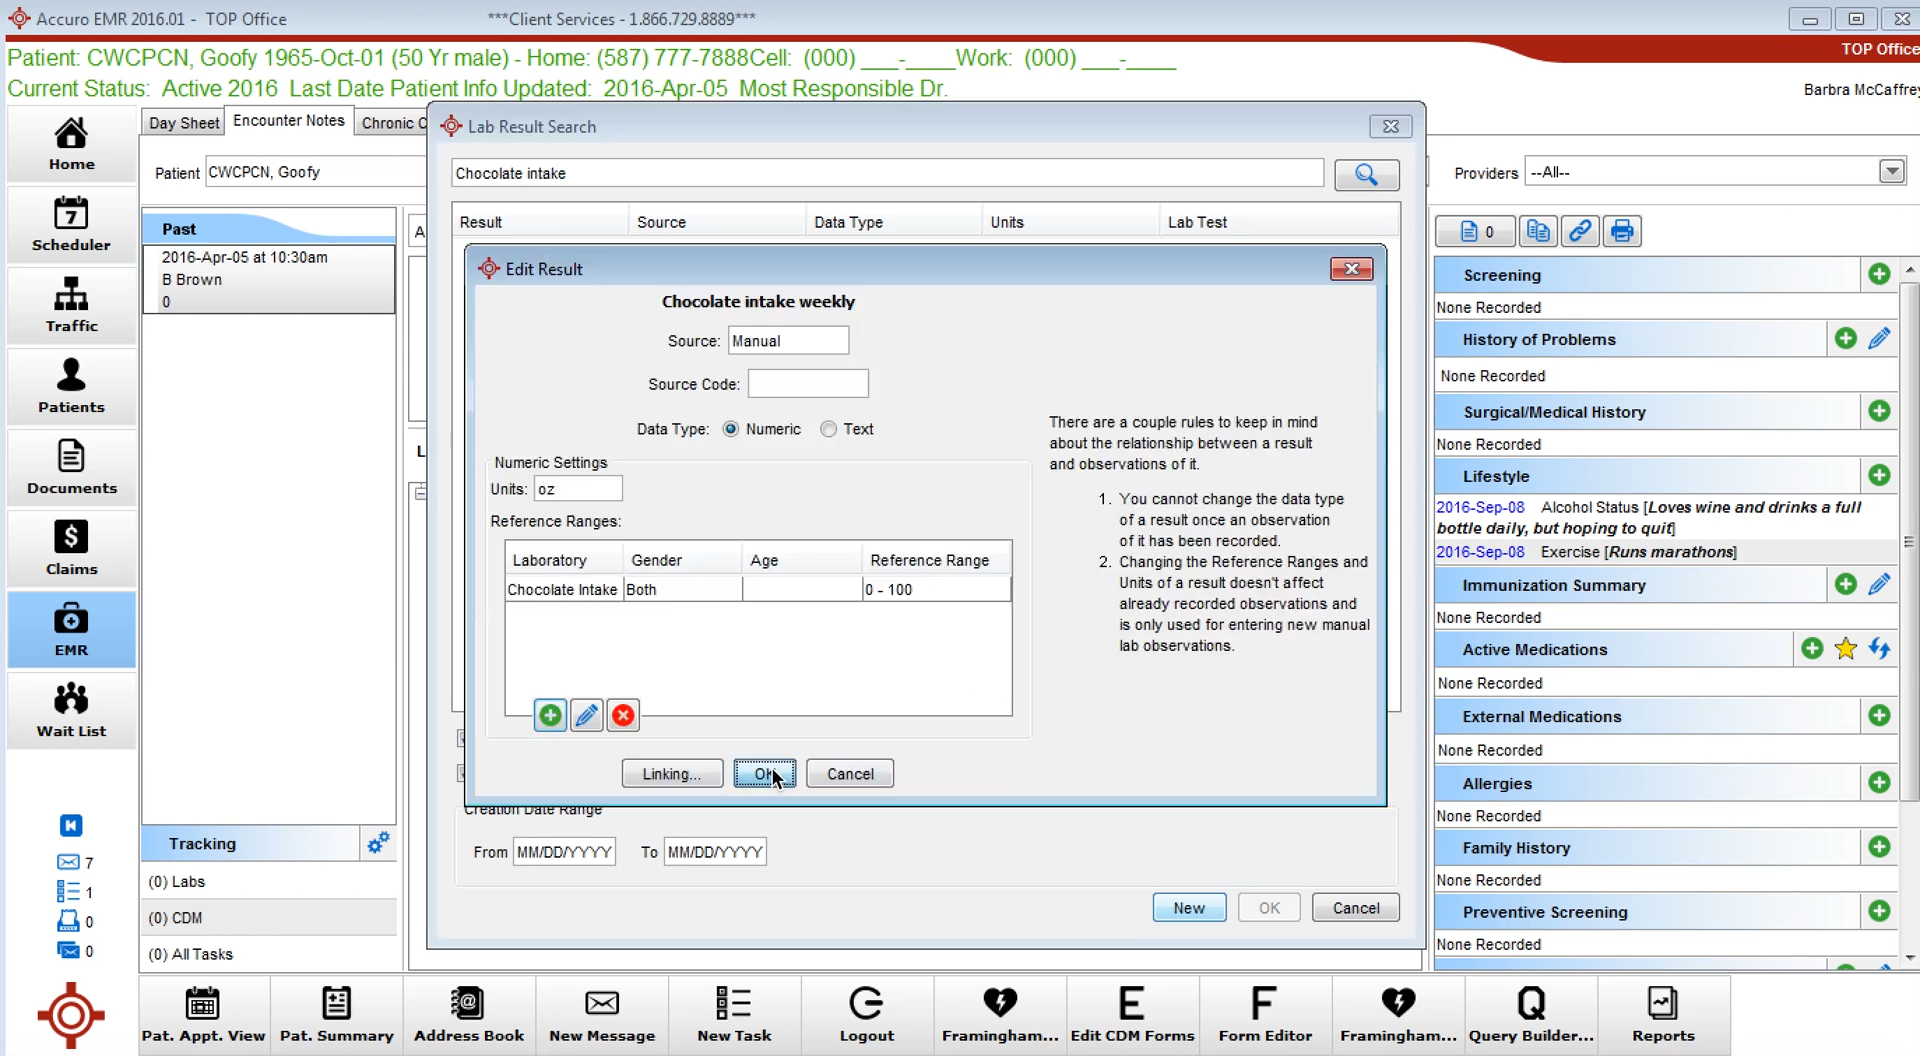 Accuro EMR 2016.01 - TOP Office
***Client Services - 1.866.729.8889***
TOP Office
Patient: CWCPCN, Goofy 1965-Oct-01 (50 Yr male) - Home: (587) 777-7888Cell: (000) ___-____Work: (000) ___-____
Current Status: Active 2016 Last Date Patient Info Updated: 2016-Apr-05 Most Responsible Dr.
Barbra McCaffrey
Home
Scheduler
Traffic
Patients
Documents
Claims
EMR
Wait List
7
1
0
0
Day Sheet
Encounter Notes
Chronic C
Patient CWCPCN, Goofy
Providers --All--
Past
2016-Apr-05 at 10:30am
B Brown
0
Tracking
(0) Labs
(0) CDM
(0) All Tasks
Lab Result Search
Chocolate intake
Result Source Data Type Units Lab Test
Edit Result
Chocolate intake weekly
Source: Manual
Source Code:
Data Type: Numeric Text
Numeric Settings
Units: oz
Reference Ranges:
Laboratory Gender Age Reference Range
Chocolate Intake Both 0 - 100
There are a couple rules to keep in mind
about the relationship between a result
and observations of it.
1. You cannot change the data type
of a result once an observation
of it has been recorded.
2. Changing the Reference Ranges and
Units of a result doesn't affect
already recorded observations and
is only used for entering new manual
lab observations.
Linking... OK Cancel
Creation Date Range
From MM/DD/YYYY To MM/DD/YYYY
New OK Cancel
0
Screening
None Recorded
History of Problems
None Recorded
Surgical/Medical History
None Recorded
Lifestyle
2016-Sep-08 Alcohol Status [Loves wine and drinks a full
bottle daily, but hoping to quit]
2016-Sep-08 Exercise [Runs marathons]
Immunization Summary
None Recorded
Active Medications
None Recorded
External Medications
None Recorded
Allergies
None Recorded
Family History
None Recorded
Preventive Screening
None Recorded
Pat. Appt. View
Pat. Summary
Address Book
New Message
New Task
Logout
Framingham...
Edit CDM Forms
Form Editor
Framingham...
Query Builder...
Reports